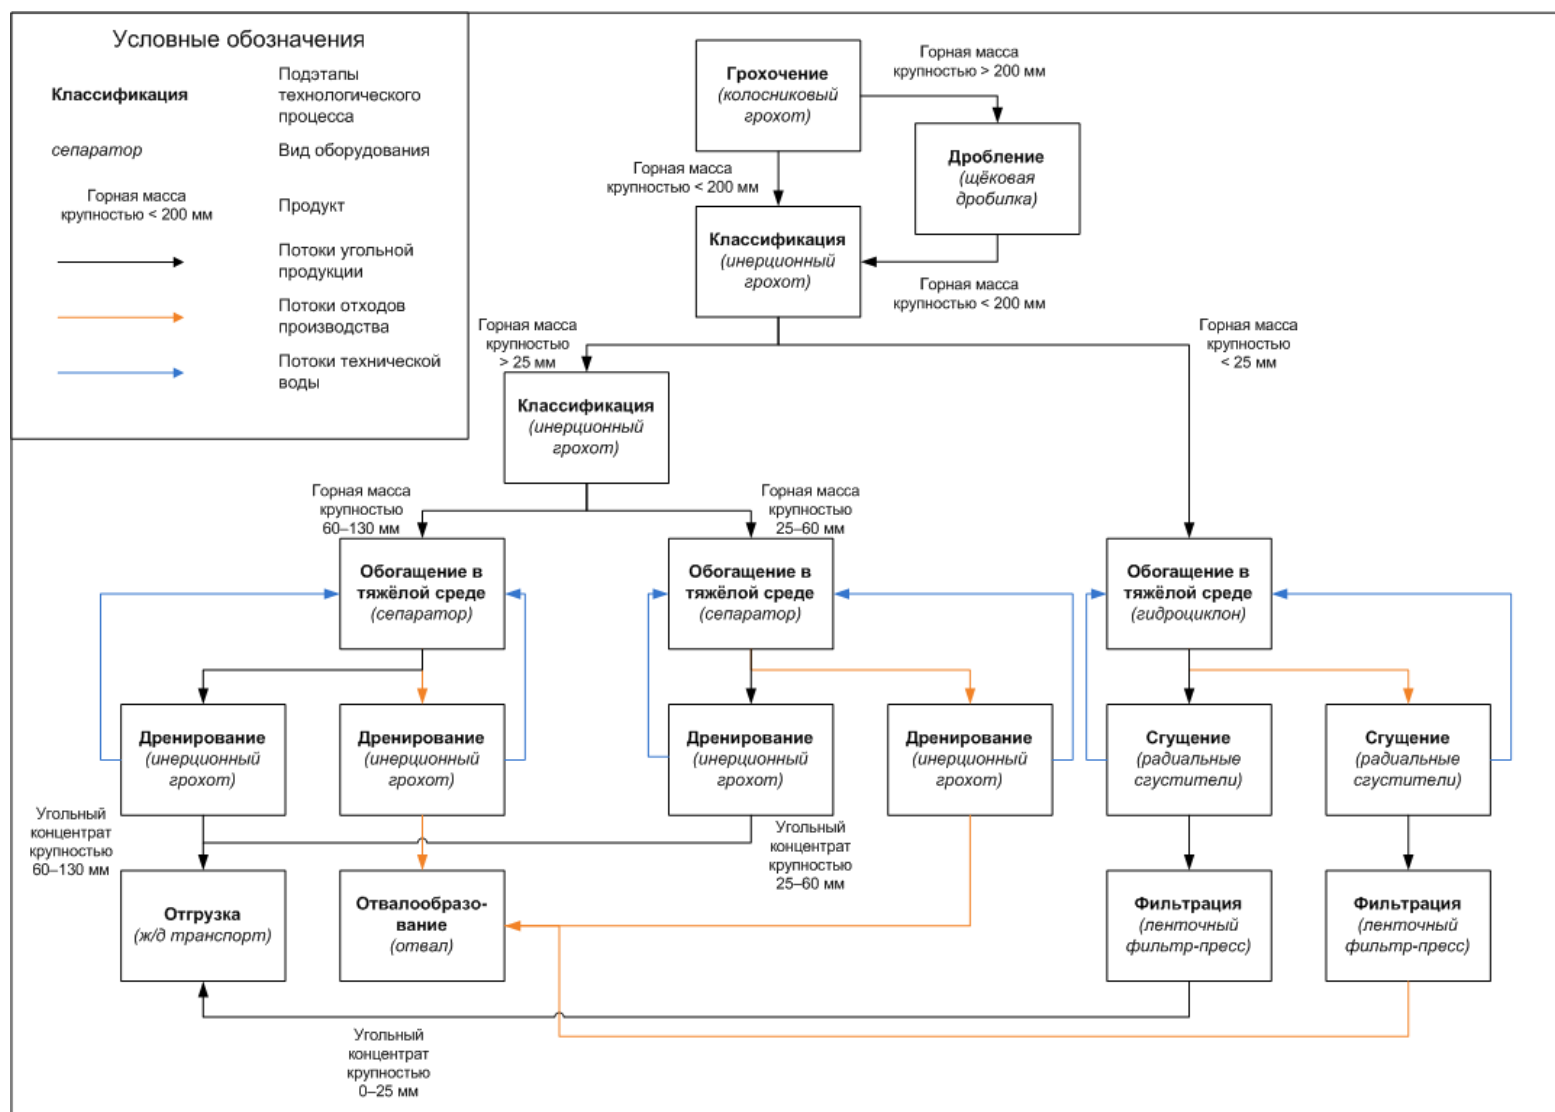 Условные обозначения
Классификация
Подэтапы
технологического
процесса
сепаратор
Вид оборудования
Горная масса
крупностью < 200 мм
Продукт
Потоки угольной
продукции
Потоки отходов
производства
Потоки технической
воды
Грохочение
(колосниковый
грохот)
Горная масса
крупностью > 200 мм
Дробление
(щёковая
дробилка)
Горная масса
крупностью < 200 мм
Классификация
(инерционный
грохот)
Горная масса
крупностью < 200 мм
Горная масса
крупностью
> 25 мм
Горная масса
крупностью
< 25 мм
Классификация
(инерционный
грохот)
Горная масса
крупностью
60–130 мм
Горная масса
крупностью
25–60 мм
Обогащение в
тяжёлой среде
(сепаратор)
Обогащение в
тяжёлой среде
(сепаратор)
Обогащение в
тяжёлой среде
(гидроциклон)
Дренирование
(инерционный
грохот)
Дренирование
(инерционный
грохот)
Дренирование
(инерционный
грохот)
Дренирование
(инерционный
грохот)
Сгущение
(радиальные
сгустители)
Сгущение
(радиальные
сгустители)
Угольный
концентрат
крупностью
60–130 мм
Угольный
концентрат
крупностью
25–60 мм
Отгрузка
(ж/д транспорт)
Отвалообразо-
вание
(отвал)
Фильтрация
(ленточный
фильтр-пресс)
Фильтрация
(ленточный
фильтр-пресс)
Угольный
концентрат
крупностью
0–25 мм